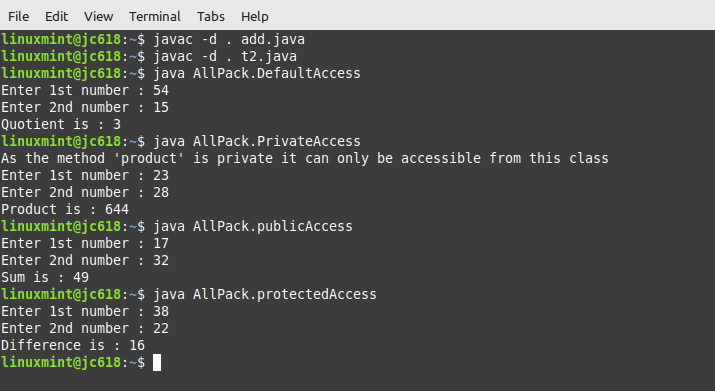 File Edit View Terminal Tabs Help
linuxmint@jc618:~$ javac -d . add.java
linuxmint@jc618:~$ javac -d . t2.java
linuxmint@jc618:~$ java AllPack.DefaultAccess
Enter 1st number : 54
Enter 2nd number : 15
Quotient is : 3
linuxmint@jc618:~$ java AllPack.PrivateAccess
As the method 'product' is private it can only be accessible from this class
Enter 1st number : 23
Enter 2nd number : 28
Product is : 644
linuxmint@jc618:~$ java AllPack.publicAccess
Enter 1st number : 17
Enter 2nd number : 32
Sum is : 49
linuxmint@jc618:~$ java AllPack.protectedAccess
Enter 1st number : 38
Enter 2nd number : 22
Difference is : 16
linuxmint@jc618:~$